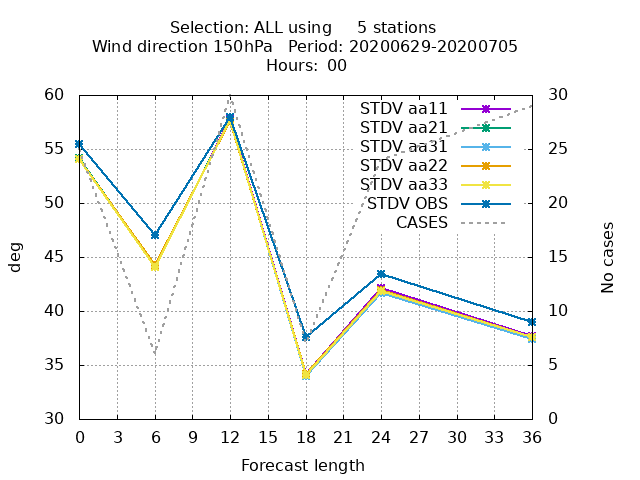 Selection: ALL using     5 stations
Wind direction 150hPa   Period: 20200629-20200705
Hours: 00
60
55
50
45
40
35
30
30
25
20
15
10
5
0
deg
No cases
STDV aa11
STDV aa21
STDV aa31
STDV aa22
STDV aa33
STDV OBS
CASES
0 3 6 9 12 15 18 21 24 27 30 33 36
Forecast length